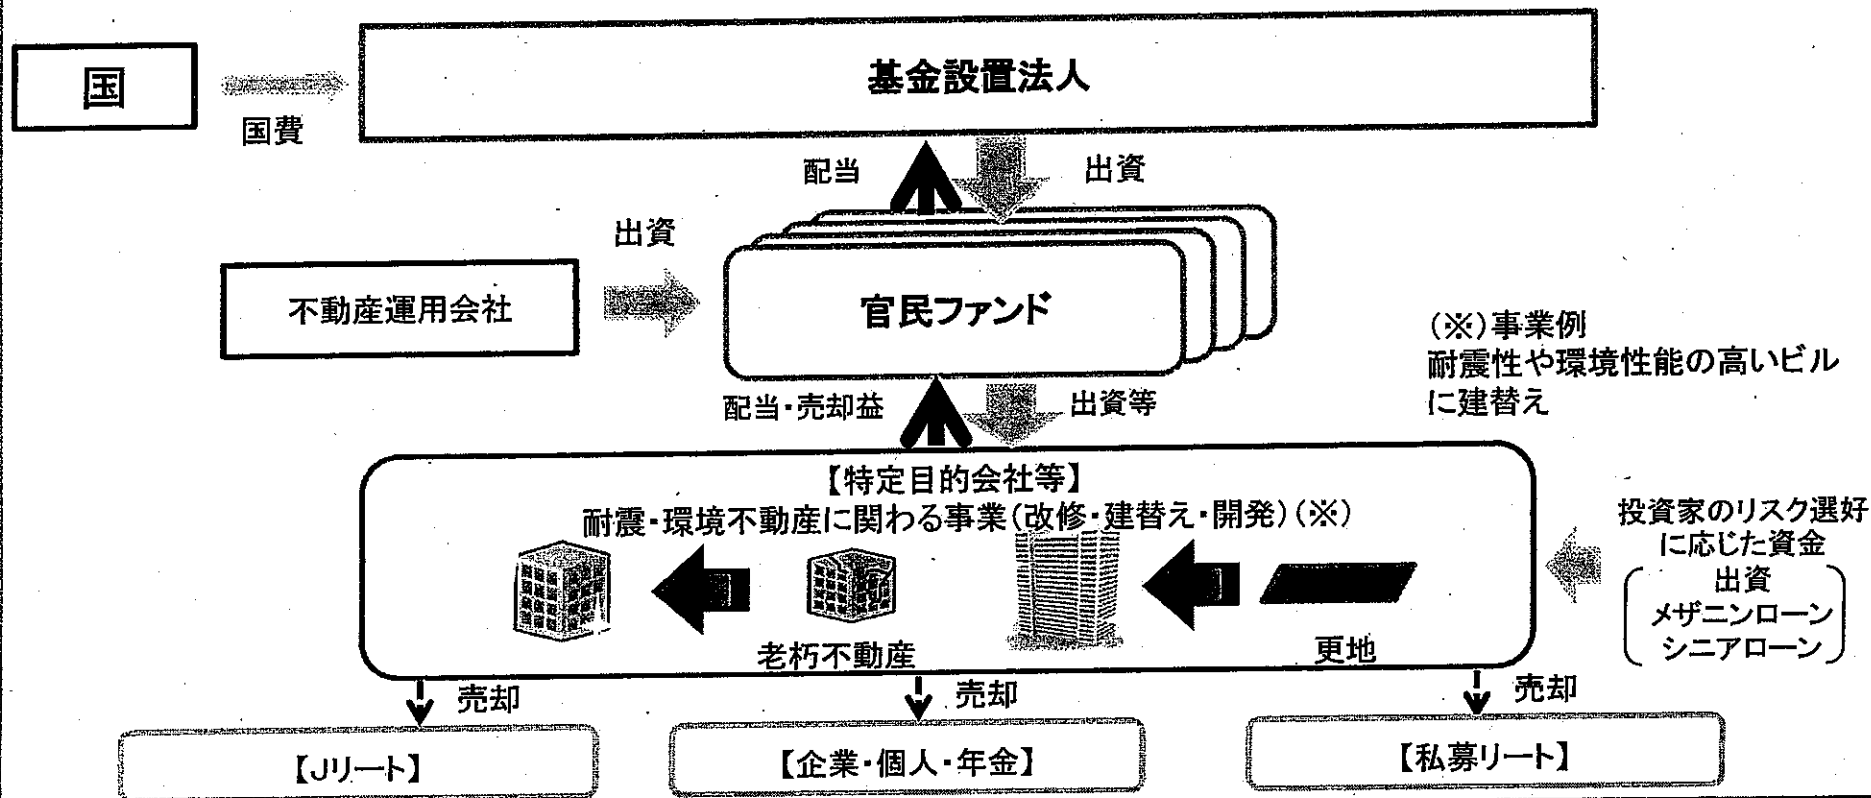 国
国費
基金設置法人
配当
出資
出資
不動産運用会社
官民ファンド
(※)事業例
耐震性や環境性能の高いビル
に建替え
配当・売却益
出資等
【特定目的会社等】
耐震・環境不動産に関わる事業(改修・建替え・開発)(※)
老朽不動産
更地
投資家のリスク選好
に応じた資金
出資
メザニンローン
シニアローン
売却
売却
売却
【Jリート】
【企業・個人・年金】
【私募リート】